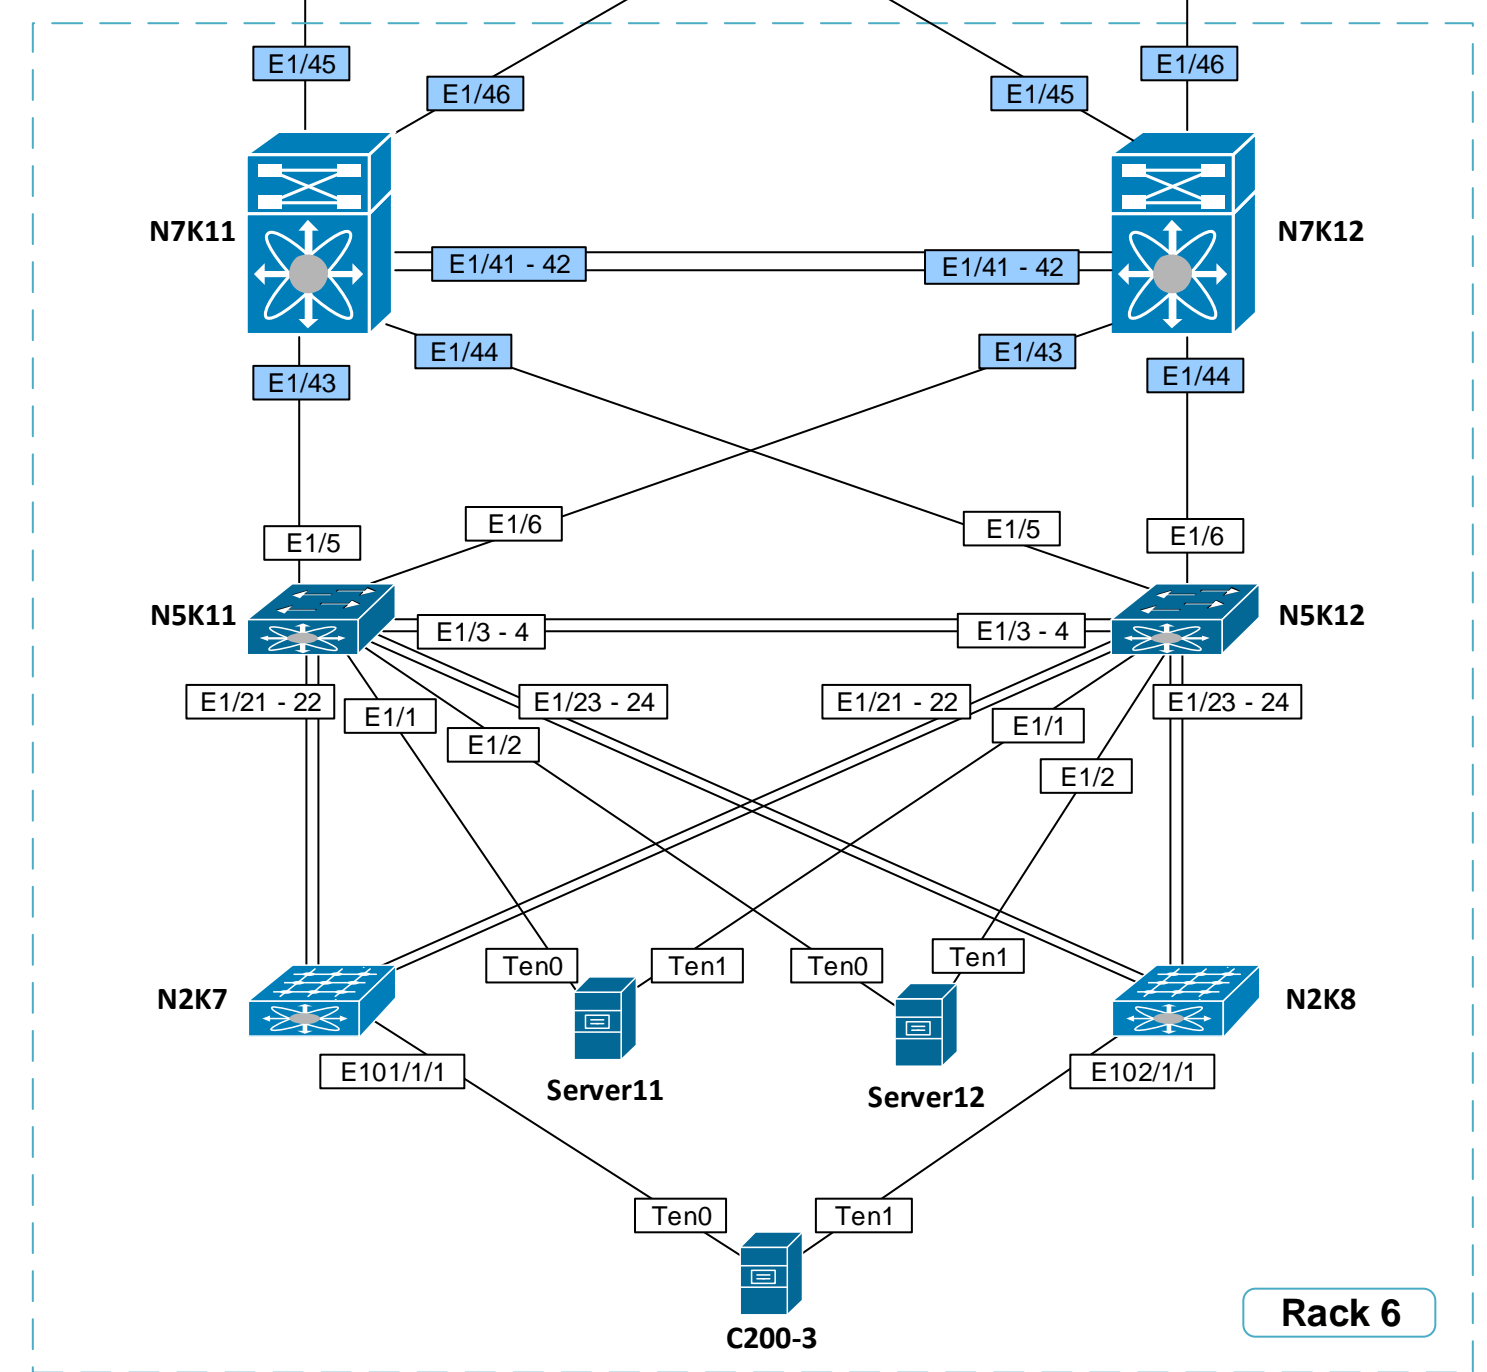 E1/45
E1/46
E1/46
E1/45
N7K11
N7K12
E1/41 - 42
E1/41 - 42
E1/44
E1/43
E1/43
E1/44
E1/6
E1/5
E1/5
E1/6
N5K11
N5K12
E1/3 - 4
E1/3 - 4
E1/21 - 22
E1/1
E1/23 - 24
E1/21 - 22
E1/1
E1/23 - 24
E1/2
E1/2
Ten0
Ten1
Ten0
Ten1
N2K7
N2K8
E101/1/1
Server11
Server12
E102/1/1
Ten0
Ten1
Rack 6
C200-3